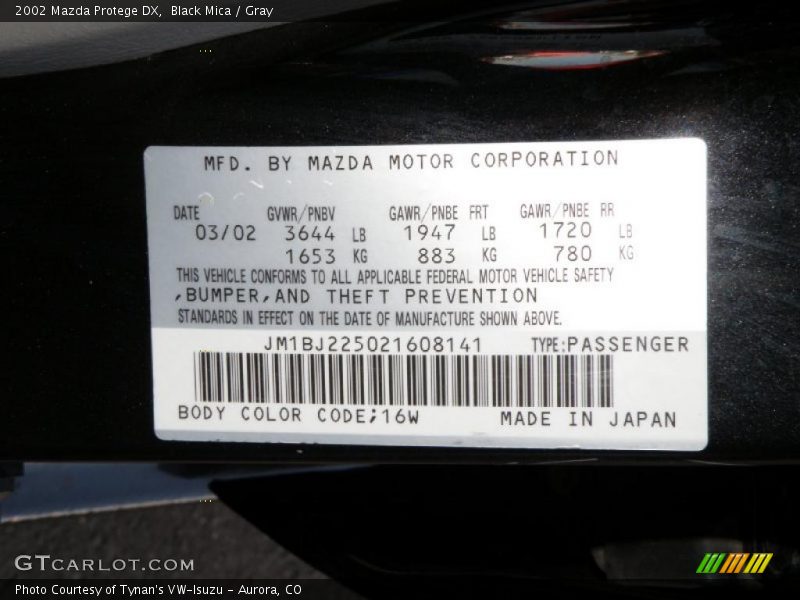 2002 Mazda Protege DX,  Black Mica / Gray
MFD. BY MAZDA MOTOR CORPORATION
DATE GVWR/PNBV GAWR/PNBE FRT GAWR/PNBE RR
03/02 3644 LB 1947 LB 1720 LB
1653 KG 883 KG 780 KG
THIS VEHICLE CONFORMS TO ALL APPLICABLE FEDERAL MOTOR VEHICLE SAFETY
,BUMPER,AND THEFT PREVENTION
STANDARDS IN EFFECT ON THE DATE OF MANUFACTURE SHOWN ABOVE.
JM1BJ225021608141 TYPE:PASSENGER
BODY COLOR CODE;16W MADE IN JAPAN
GTCARLOT.COM
Photo Courtesy of Tynan's VW-Isuzu - Aurora, CO